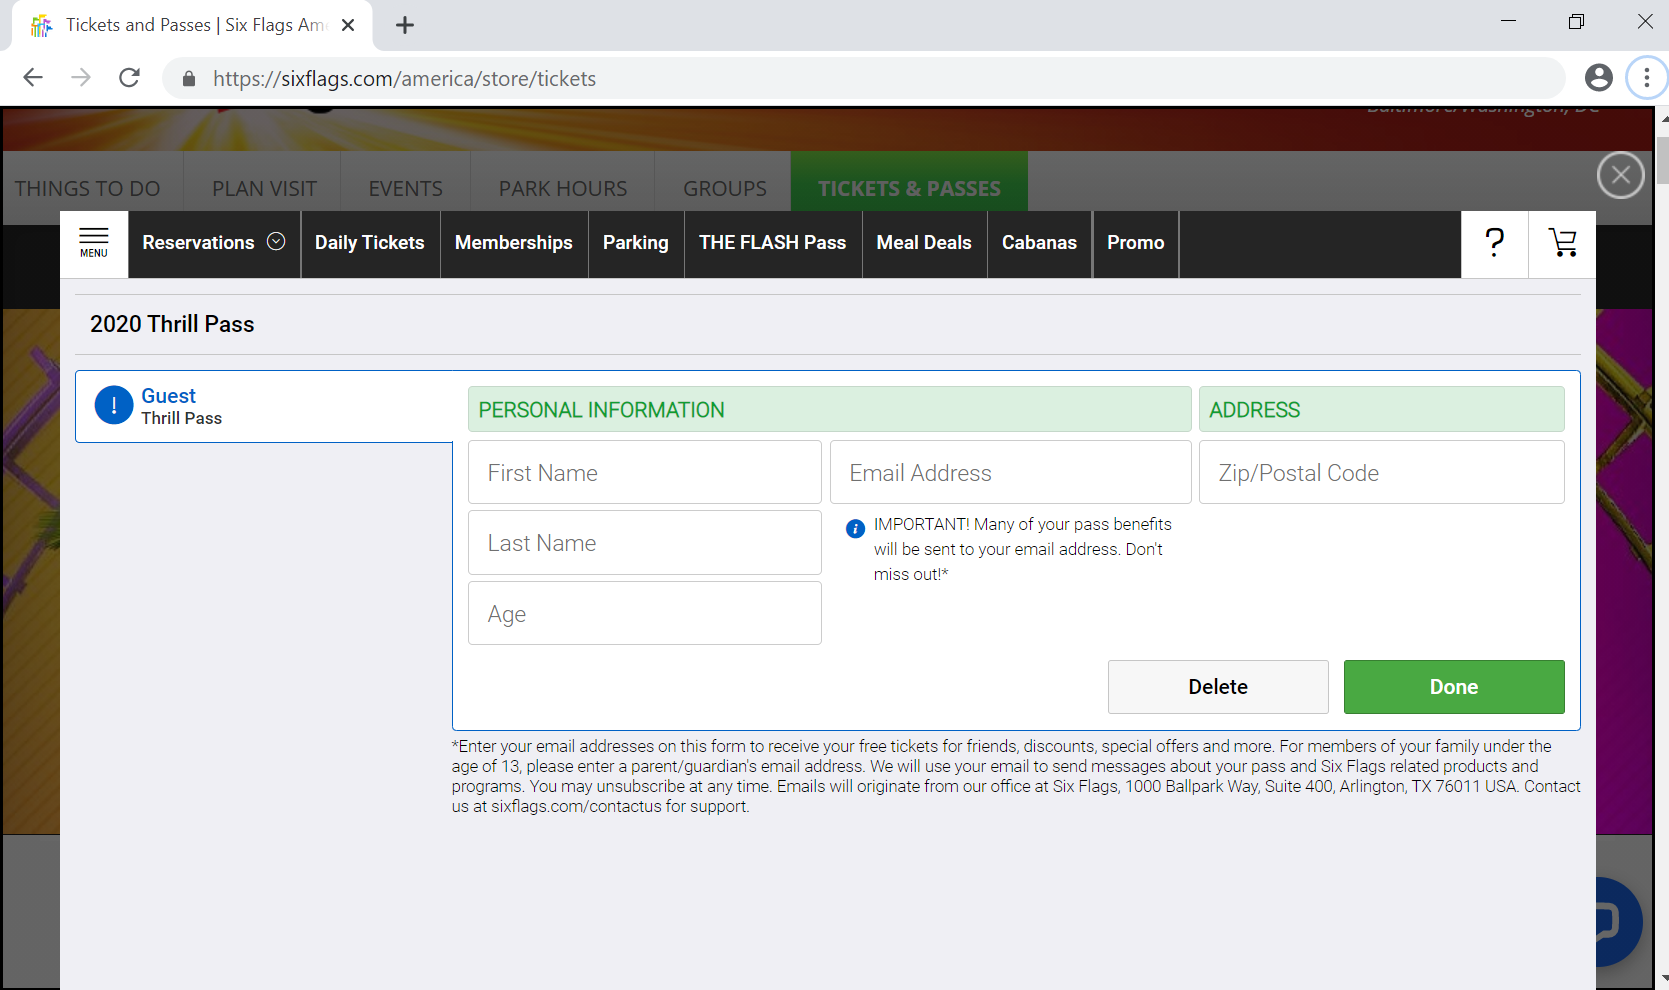 Tickets and Passes | Six Flags Am
https://sixflags.com/america/store/tickets
Baltimore/Washington, DC
THINGS TO DO PLAN VISIT EVENTS PARK HOURS GROUPS TICKETS & PASSES
MENU Reservations Daily Tickets Memberships Parking THE FLASH Pass Meal Deals Cabanas Promo ?
2020 Thrill Pass
! Guest
Thrill Pass
PERSONAL INFORMATION ADDRESS
First Name Email Address Zip/Postal Code
Last Name
i IMPORTANT! Many of your pass benefits
will be sent to your email address. Don't
miss out!*
Age
Delete Done
*Enter your email addresses on this form to receive your free tickets for friends, discounts, special offers and more. For members of your family under the
age of 13, please enter a parent/guardian's email address. We will use your email to send messages about your pass and Six Flags related products and
programs. You may unsubscribe at any time. Emails will originate from our office at Six Flags, 1000 Ballpark Way, Suite 400, Arlington, TX 76011 USA. Contact
us at sixflags.com/contactus for support.